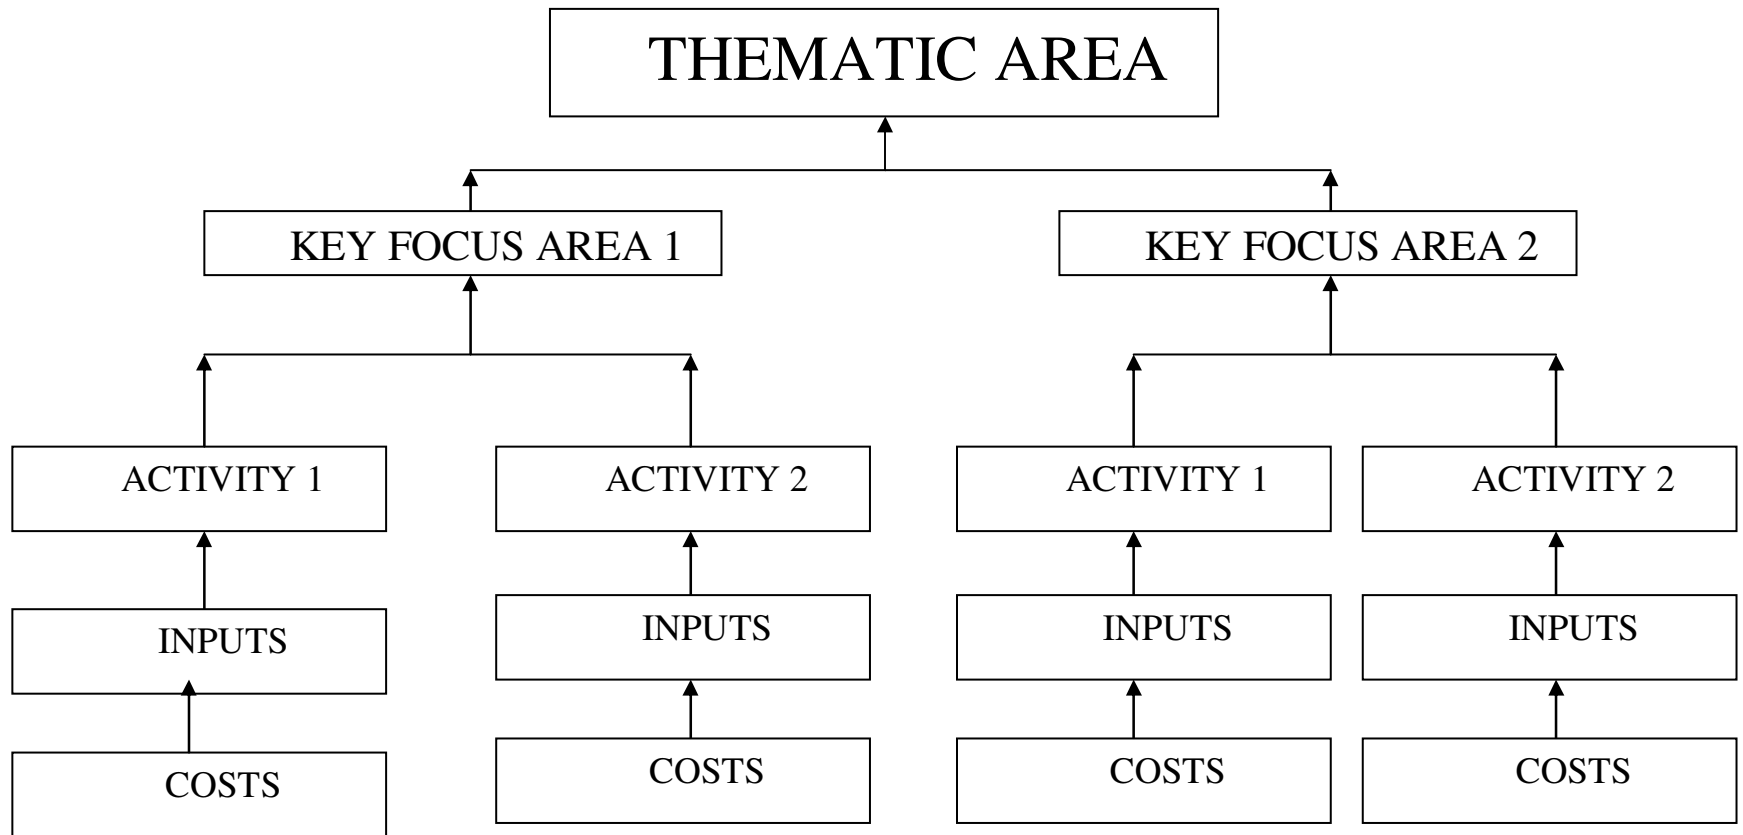 THEMATIC AREA
KEY FOCUS AREA 1
KEY FOCUS AREA 2
ACTIVITY 1
ACTIVITY 2
ACTIVITY 1
ACTIVITY 2
INPUTS
INPUTS
INPUTS
INPUTS
COSTS
COSTS
COSTS
COSTS